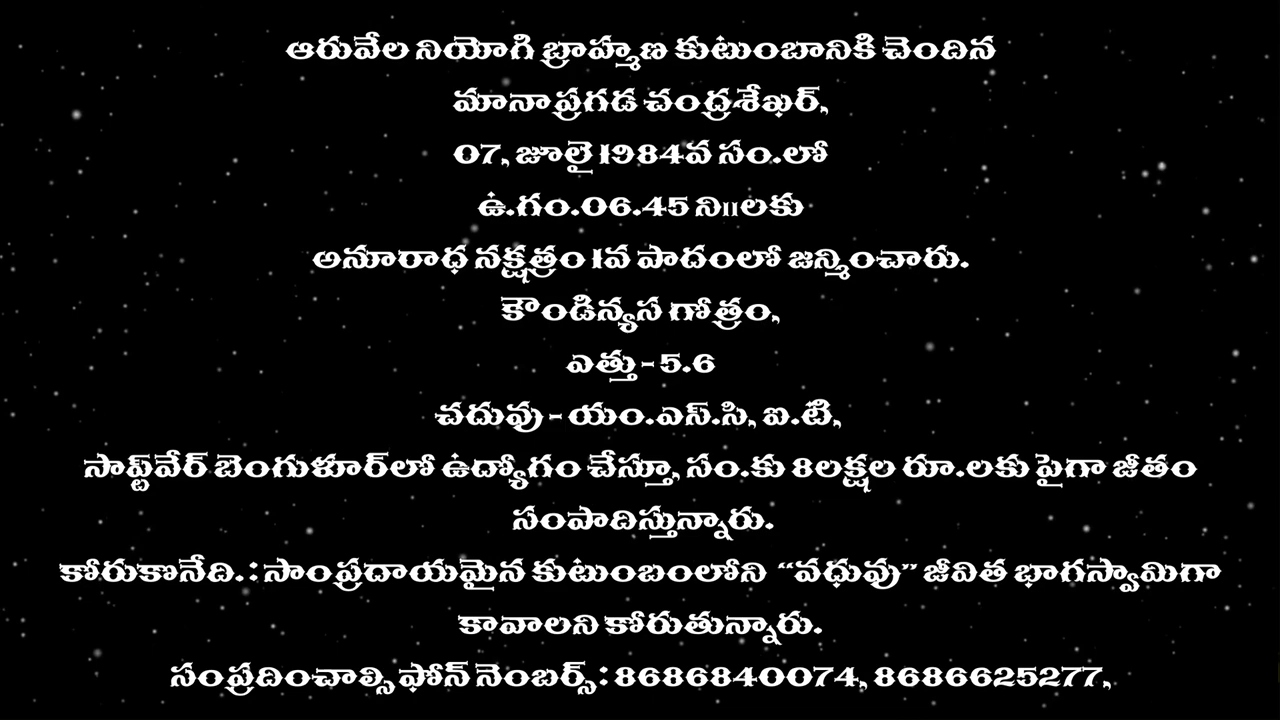 ఆరువేల నియోగి బ్రాహ్మణ కుటుంబానికి చెందిన
మానాప్రగడ చంద్రశేఖర్,
07, జూలై 1984వ సం.లో
ఉ.గం.06.45 ని॥లకు
అనూరాధ నక్షత్రం 1వ పాదంలో జన్మించారు.
కౌండిన్యస గోత్రం,
ఎత్తు - 5.6
చదువు - యం.ఎస్.సి, ఐ.టి,
సాప్ట్‌వేర్ బెంగుళూర్‌లో ఉద్యోగం చేస్తూ, సం.కు 8లక్షల రూ.లకు పైగా జీతం
సంపాదిస్తున్నారు.
కోరుకొనేది. : సాంప్రదాయమైన కుటుంబంలోని “వధువు” జీవిత భాగస్వామిగా
కావాలని కోరుతున్నారు.
సంప్రదించాల్సి ఫోన్ నెంబర్స్ : 8686840074, 8686625277,